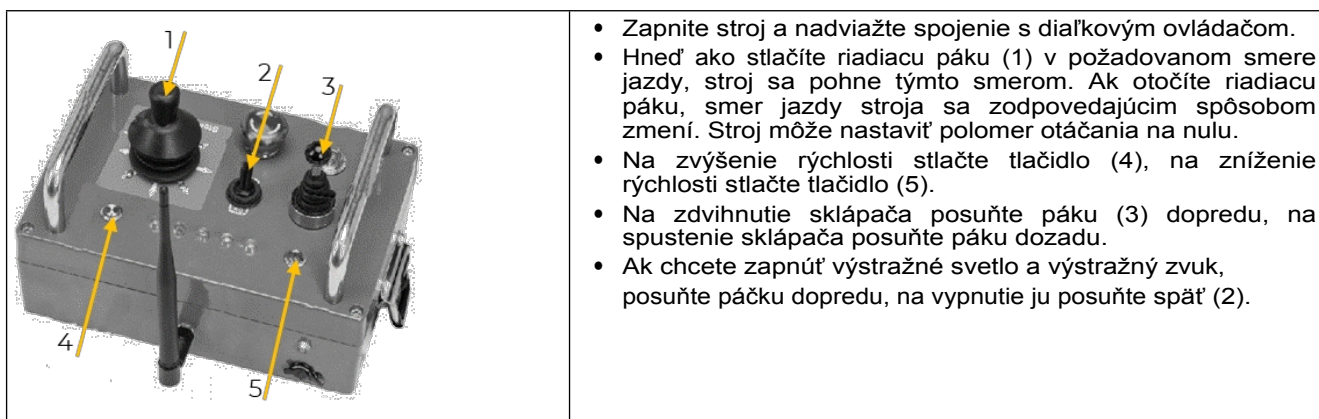 1
2
3
4
5
• Zapnite stroj a nadviažte spojenie s diaľkovým ovládačom.
• Hneď ako stlačíte riadiacu páku (1) v požadovanom smere
jazdy, stroj sa pohne týmto smerom. Ak otočíte riadiacu
páku, smer jazdy stroja sa zodpovedajúcim spôsobom
zmení. Stroj môže nastaviť polomer otáčania na nulu.
• Na zvýšenie rýchlosti stlačte tlačidlo (4), na zníženie
rýchlosti stlačte tlačidlo (5).
• Na zdvihnutie sklápača posuňte páku (3) dopredu, na
spustenie sklápača posuňte páku dozadu.
• Ak chcete zapnúť výstražné svetlo a výstražný zvuk,
posuňte páčku dopredu, na vypnutie ju posuňte späť (2).